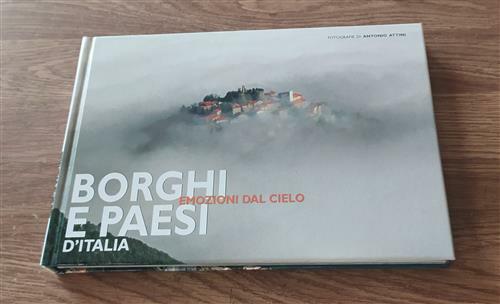 FOTOGRAFIE DI ANTONIO ATTINI
BORGHI
EMOZIONI DAL CIELO
E PAESI
D'ITALIA